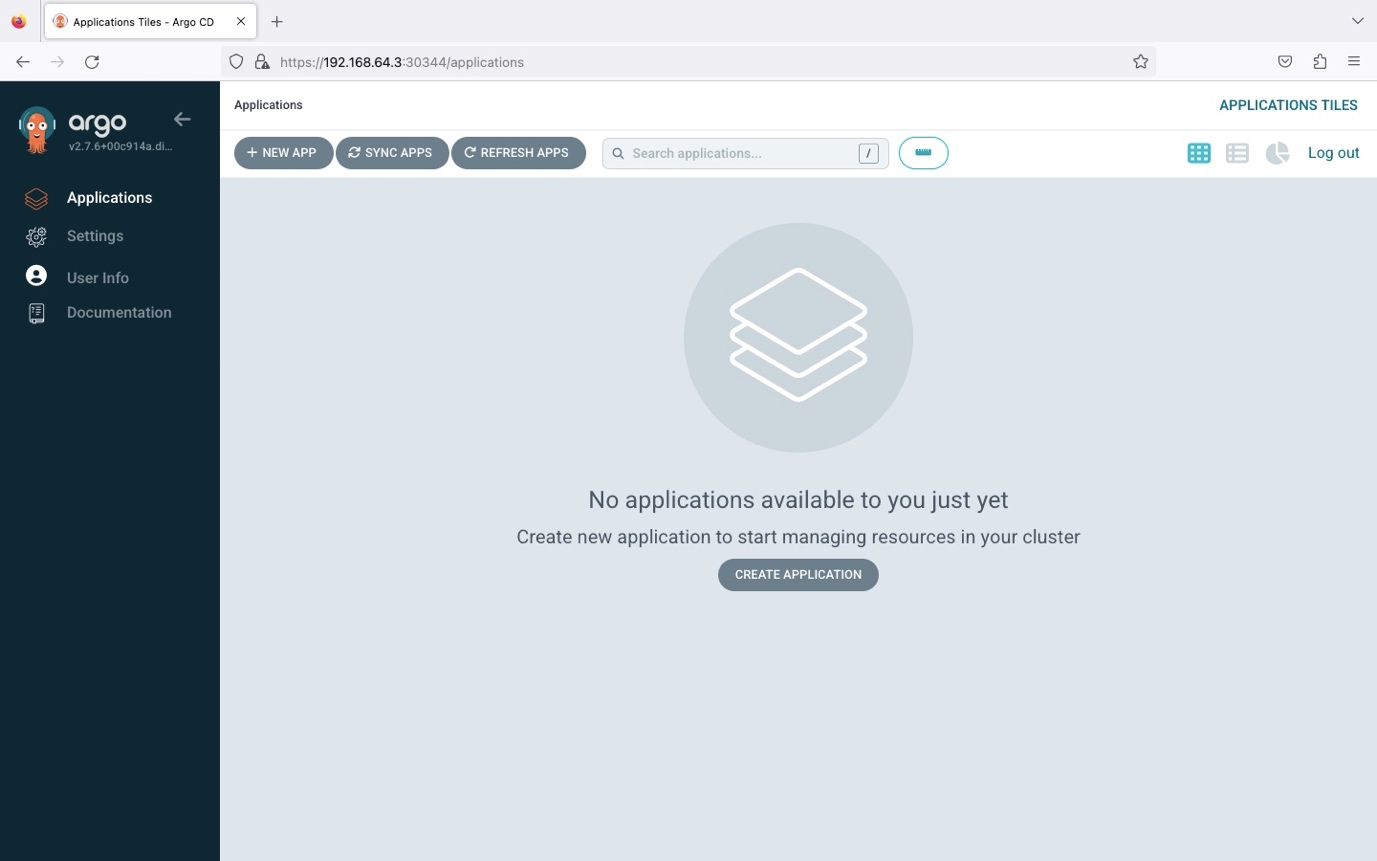 Applications Tiles - Argo CD
https://192.168.64.3:30344/applications
argo
v2.7.6+00c914a.di...
Applications
Settings
User Info
Documentation
Applications
APPLICATIONS TILES
+ NEW APP
SYNC APPS
REFRESH APPS
Search applications...
/
Log out
No applications available to you just yet
Create new application to start managing resources in your cluster
CREATE APPLICATION